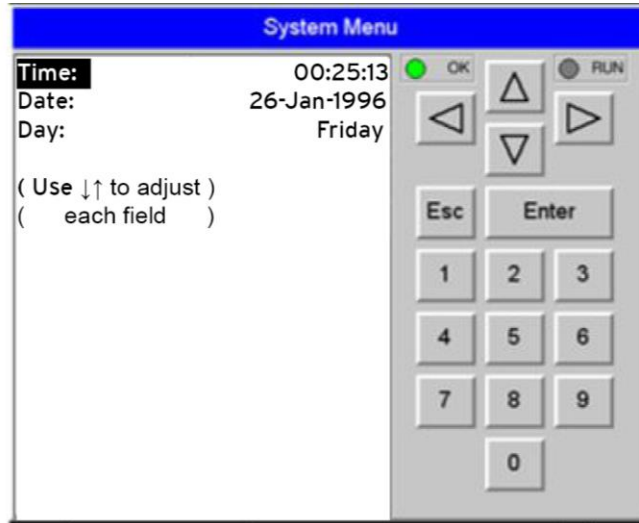 System Menu
Time: 00:25:13
Date: 26-Jan-1996
Day: Friday
( Use ↓↑ to adjust )
( each field )
OK
RUN
Esc Enter
1 2 3
4 5 6
7 8 9
0